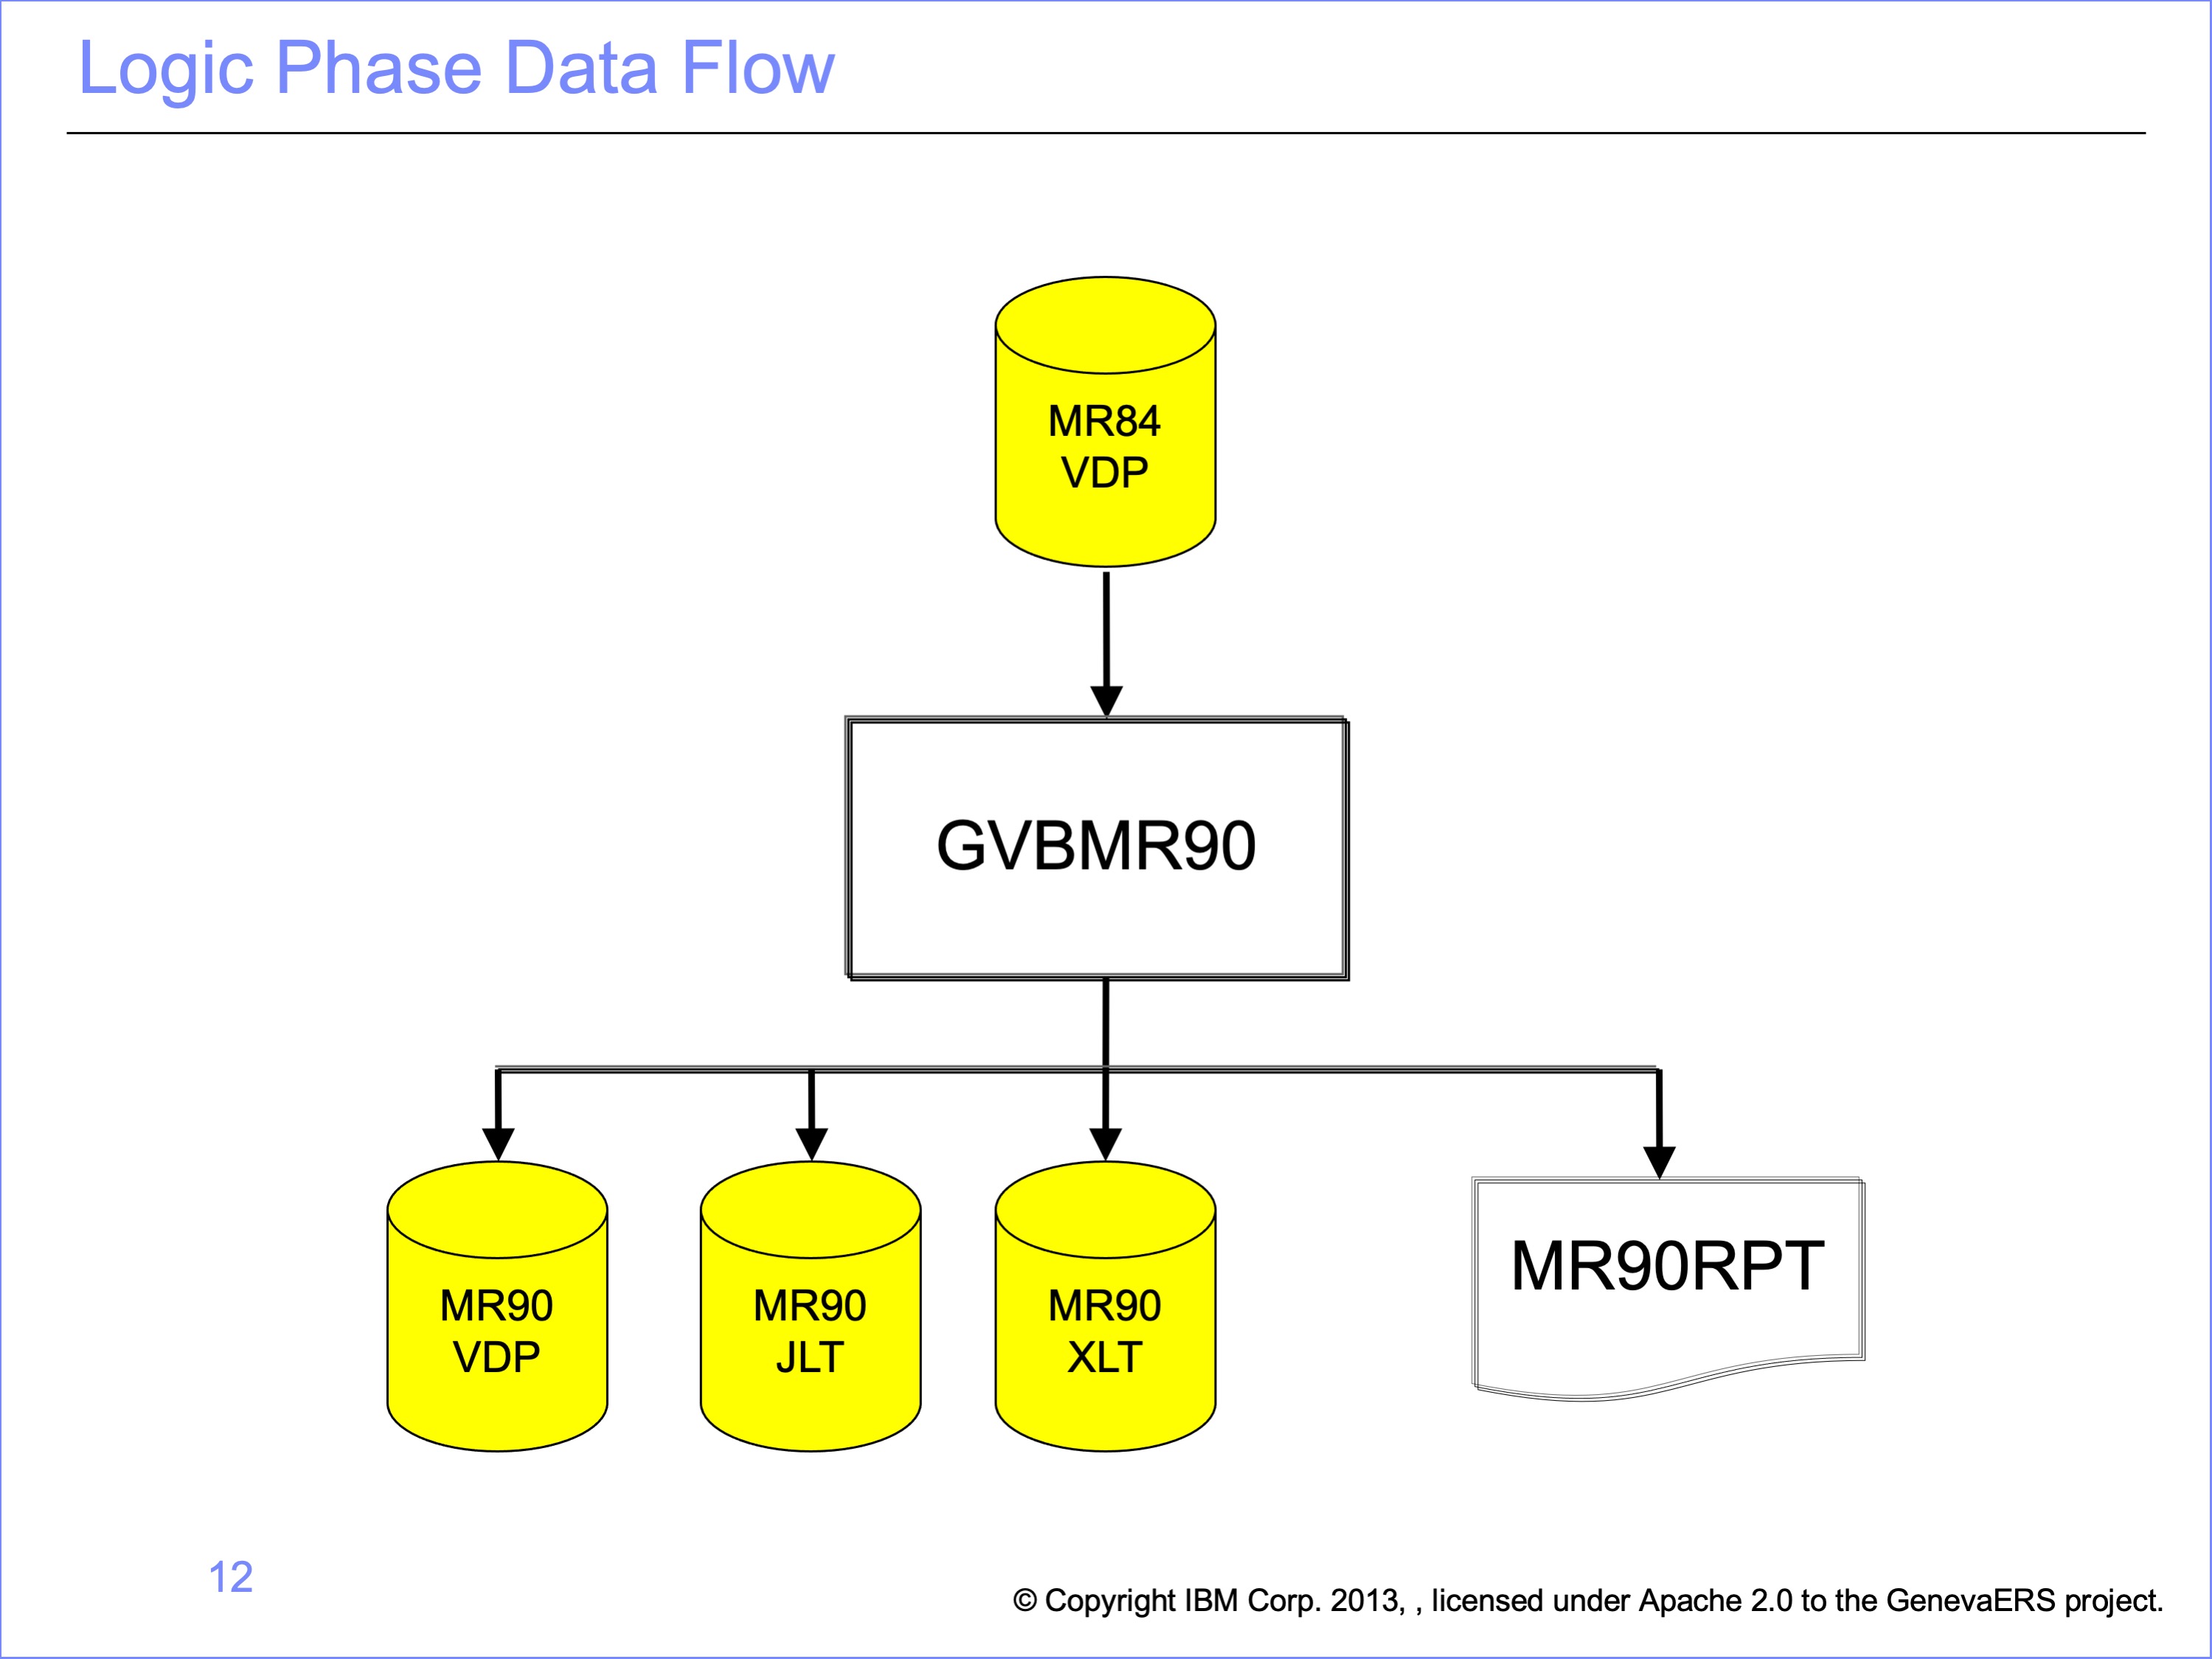 Logic Phase Data Flow
MR84
VDP
GVBMR90
MR90
VDP
MR90
JLT
MR90
XLT
MR90RPT
12
© Copyright IBM Corp. 2013, , licensed under Apache 2.0 to the GenevaERS project.